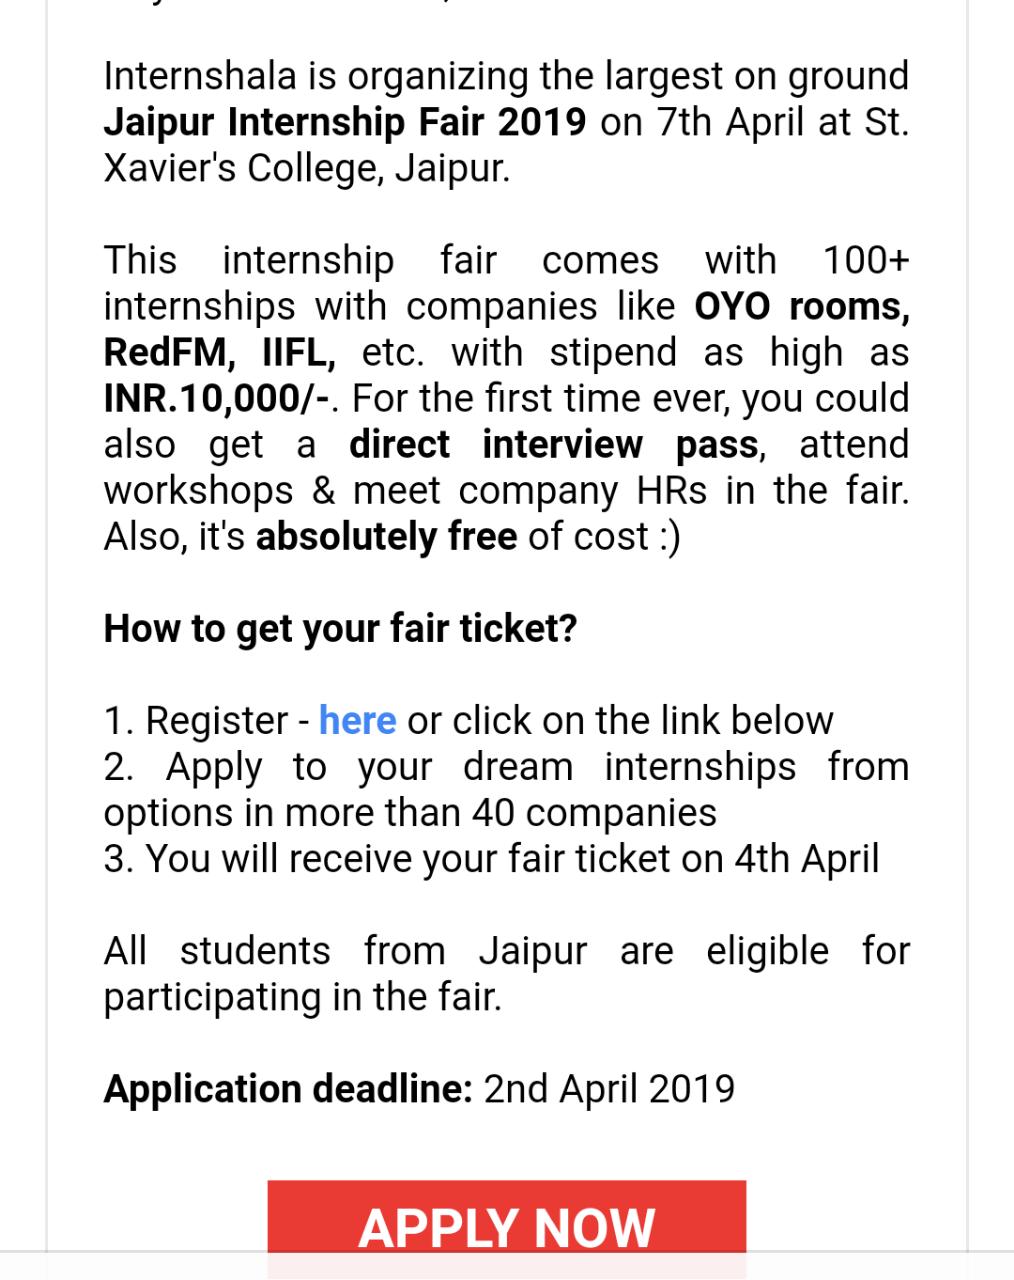 Internshala is organizing the largest on ground
Jaipur Internship Fair 2019 on 7th April at St.
Xavier's College, Jaipur.
This internship fair comes with 100+
internships with companies like OYO rooms,
RedFM, IIFL, etc. with stipend as high as
INR.10,000/-. For the first time ever, you could
also get a direct interview pass, attend
workshops & meet company HRs in the fair.
Also, it's absolutely free of cost :)
How to get your fair ticket?
1. Register - here or click on the link below
2. Apply to your dream internships from
options in more than 40 companies
3. You will receive your fair ticket on 4th April
All students from Jaipur are eligible for
participating in the fair.
Application deadline: 2nd April 2019
APPLY NOW